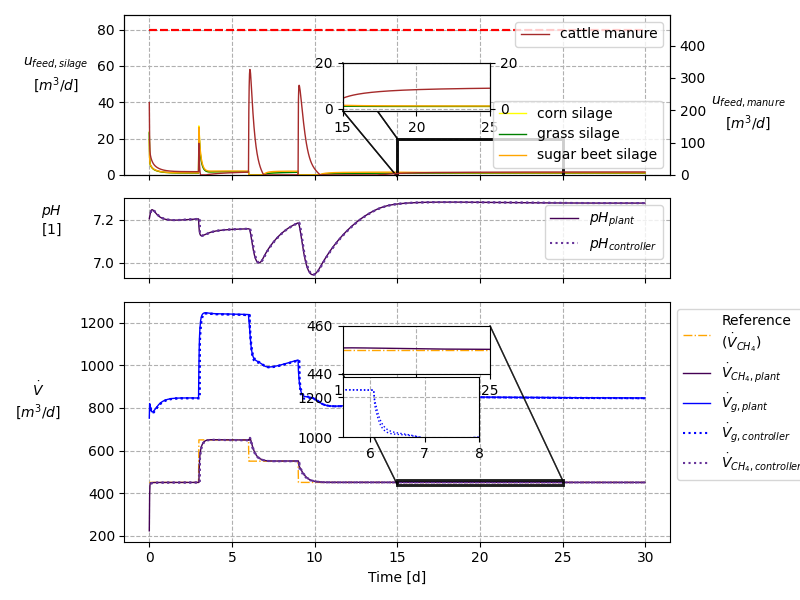 80
60
40
20
0
u_feed,silage
[m³/d]
400
300
200
100
0
u_feed,manure
[m³/d]
cattle manure
corn silage
grass silage
sugar beet silage
20
0
20
0
15
20
25
7.2
7.0
pH
[1]
pH_plant
pH_controller
1200
1000
800
600
400
200
V̇
[m³/d]
460
440
25
1200
1000
6
7
8
0
5
10
15
20
25
30
Time [d]
Reference
(V̇_CH₄)
V̇_CH₄,plant
V̇_g,plant
V̇_g,controller
V̇_CH₄,controller